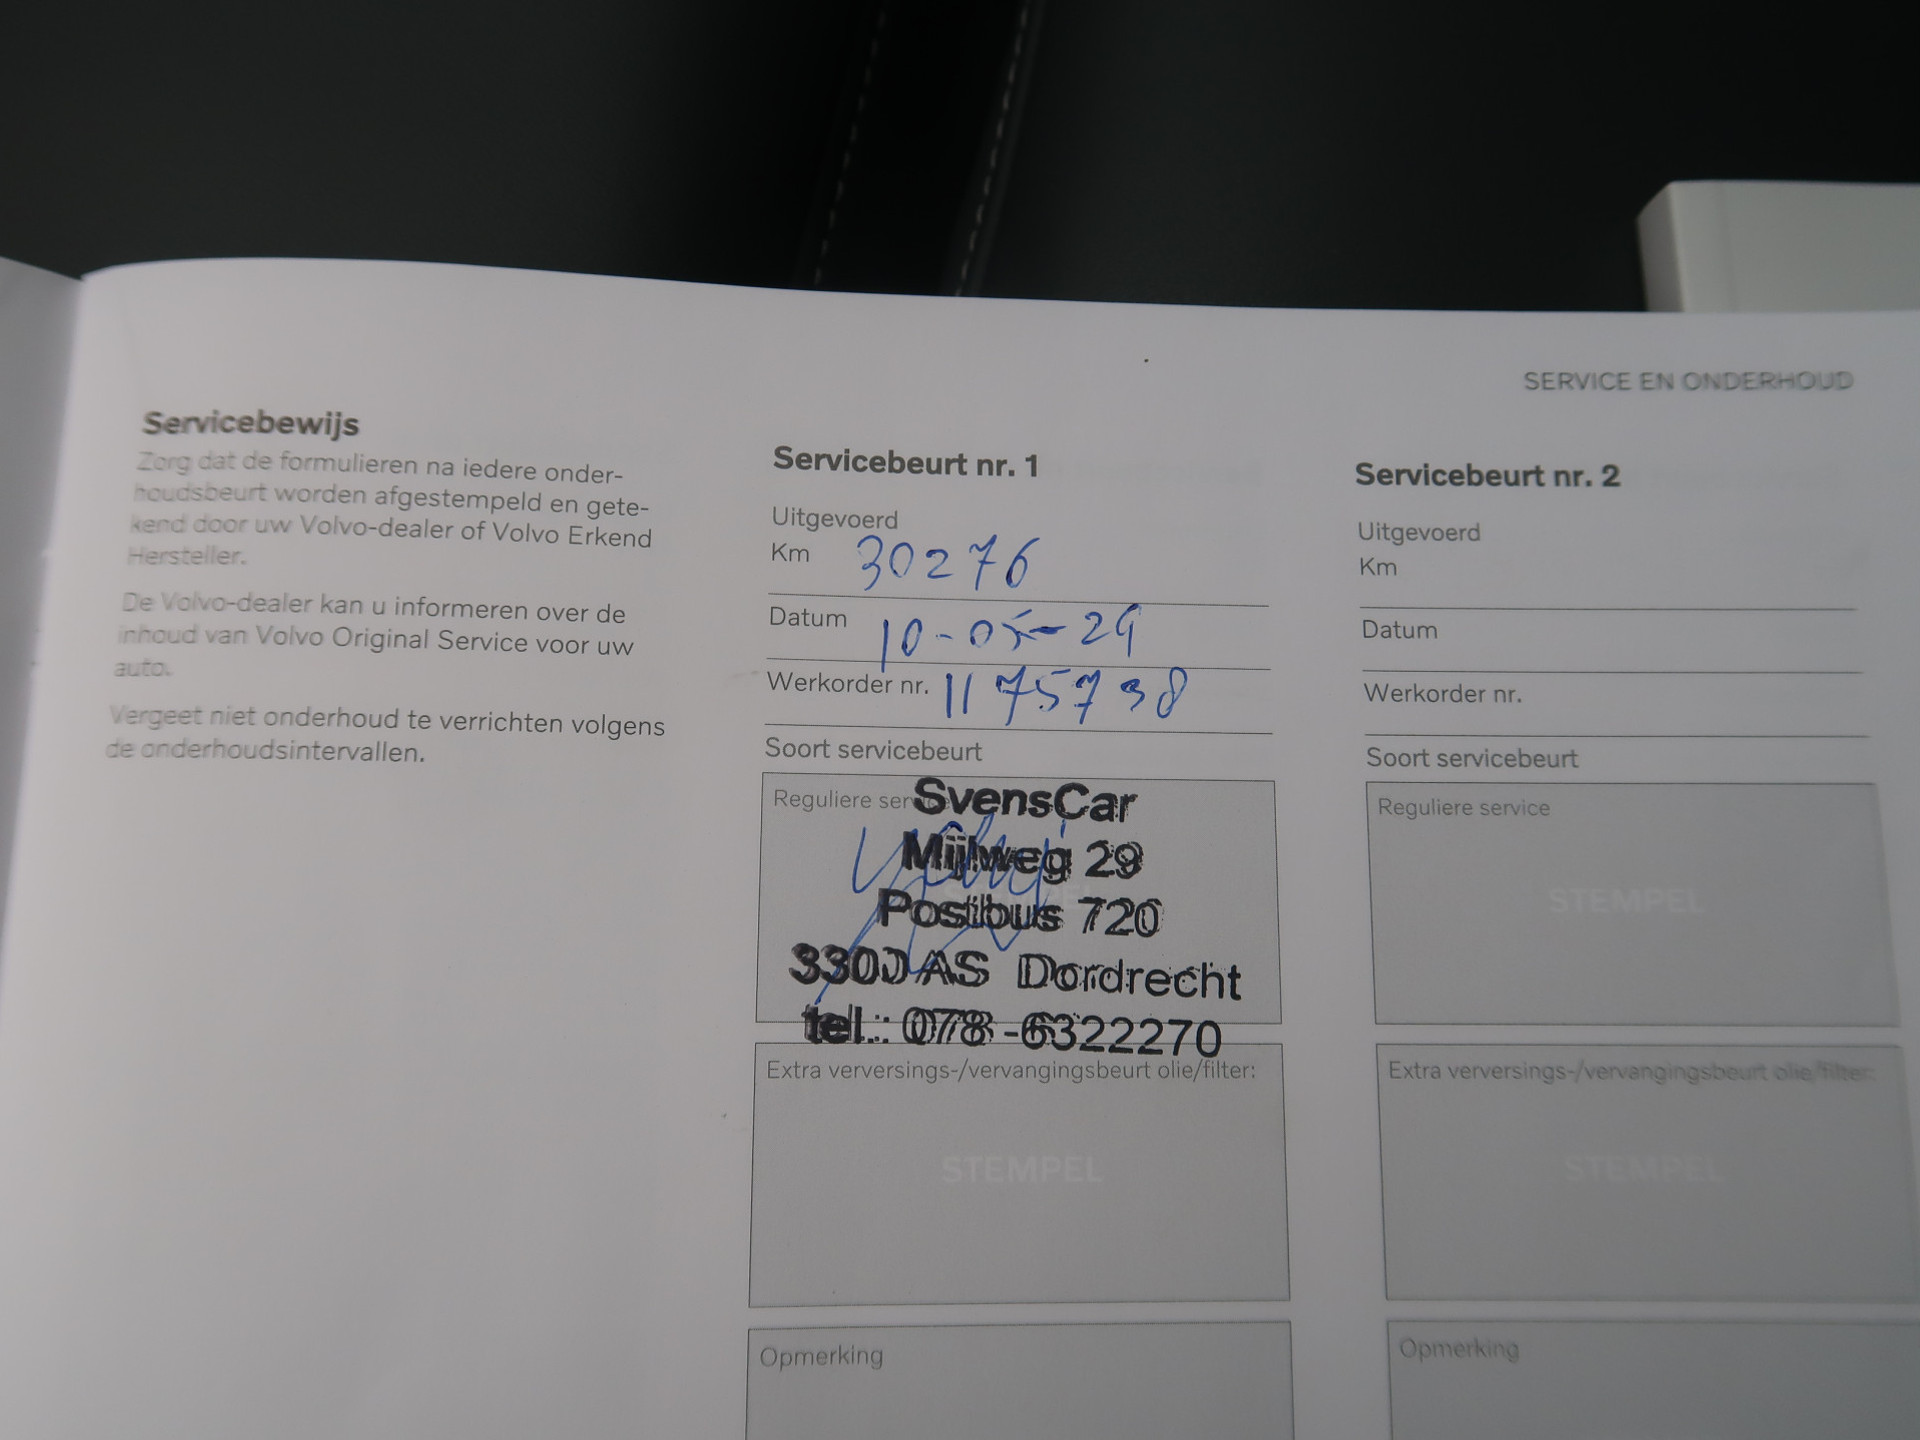 SERVICE EN ONDERHOUD
Servicebewijs
Zorg dat de formulieren na iedere onder-
houdsbeurt worden afgestempeld en gete-
kend door uw Volvo-dealer of Volvo Erkend
Hersteller.
De Volvo-dealer kan u informeren over de
inhoud van Volvo Original Service voor uw
auto.
Vergeet niet onderhoud te verrichten volgens
de onderhoudsintervallen.
Servicebeurt nr. 1
Uitgevoerd
Km 30276
Datum 10-05-24
Werkorder nr. 1175738
Soort servicebeurt
Reguliere service
SvensCar
Mijlweg 29
Postbus 720
3300 AS Dordrecht
tel.: 078-6322270
Extra verversings-/vervangingsbeurt olie/filter:
STEMPEL
Opmerking
Servicebeurt nr. 2
Uitgevoerd
Km
Datum
Werkorder nr.
Soort servicebeurt
Reguliere service
STEMPEL
Extra verversings-/vervangingsbeurt olie/filter:
STEMPEL
Opmerking